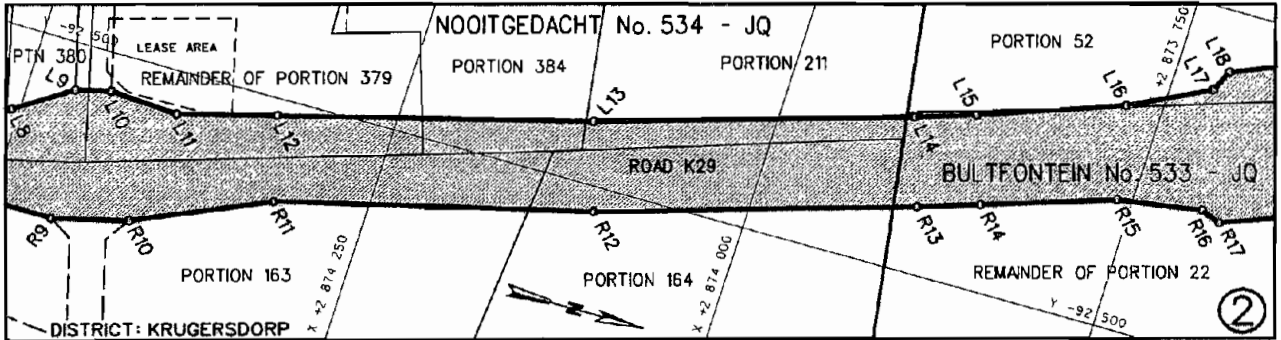 NOOITGEDACHT No. 534 - JQ
-92 500
PTN 380
LEASE AREA
REMAINDER OF PORTION 379
PORTION 384
PORTION 211
PORTION 52
+2 873 750
L8
L9
L10
L11
L12
L13
L14
L15
L16
L17
L18
ROAD K29
BULTFONTEIN No. 533 - JQ
R9
R10
R11
R12
R13
R14
R15
R16
R17
PORTION 163
X +2 874 250
PORTION 164
X +2 874 000
REMAINDER OF PORTION 22
Y -92 500
N
DISTRICT: KRUGERSDORP
2